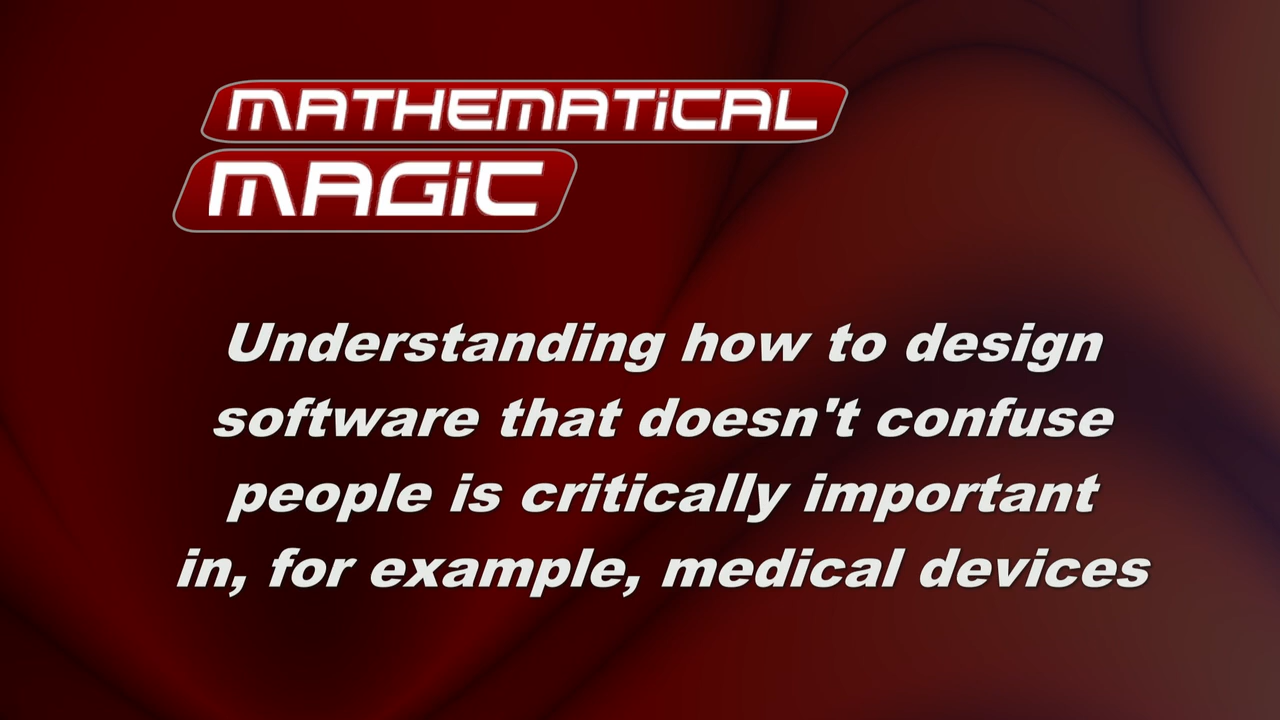 MATHEMATiCAL
MAGiC
Understanding how to design
software that doesn't confuse
people is critically important
in, for example, medical devices